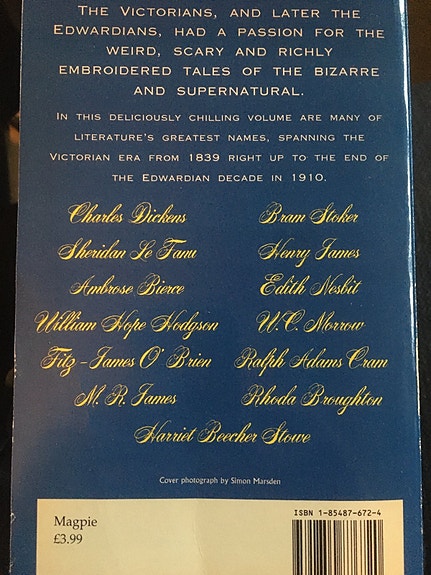 THE VICTORIANS, AND LATER THE
EDWARDIANS, HAD A PASSION FOR THE
WEIRD, SCARY AND RICHLY
EMBROIDERED TALES OF THE BIZARRE
AND SUPERNATURAL.
IN THIS DELICIOUSLY CHILLING VOLUME ARE MANY OF
LITERATURE'S GREATEST NAMES, SPANNING THE
VICTORIAN ERA FROM 1839 RIGHT UP TO THE END OF
THE EDWARDIAN DECADE IN 1910.
Charles Dickens Bram Stoker
Sheridan Le Fanu Henry James
Ambrose Bierce Edith Nesbit
William Hope Hodgson W.C. Morrow
Fitz-James O'Brien Ralph Adams Cram
M. R. James Rhoda Broughton
Harriet Beecher Stowe
Cover photograph by Simon Marsden
ISBN 1-85487-672-4
Magpie
£3.99